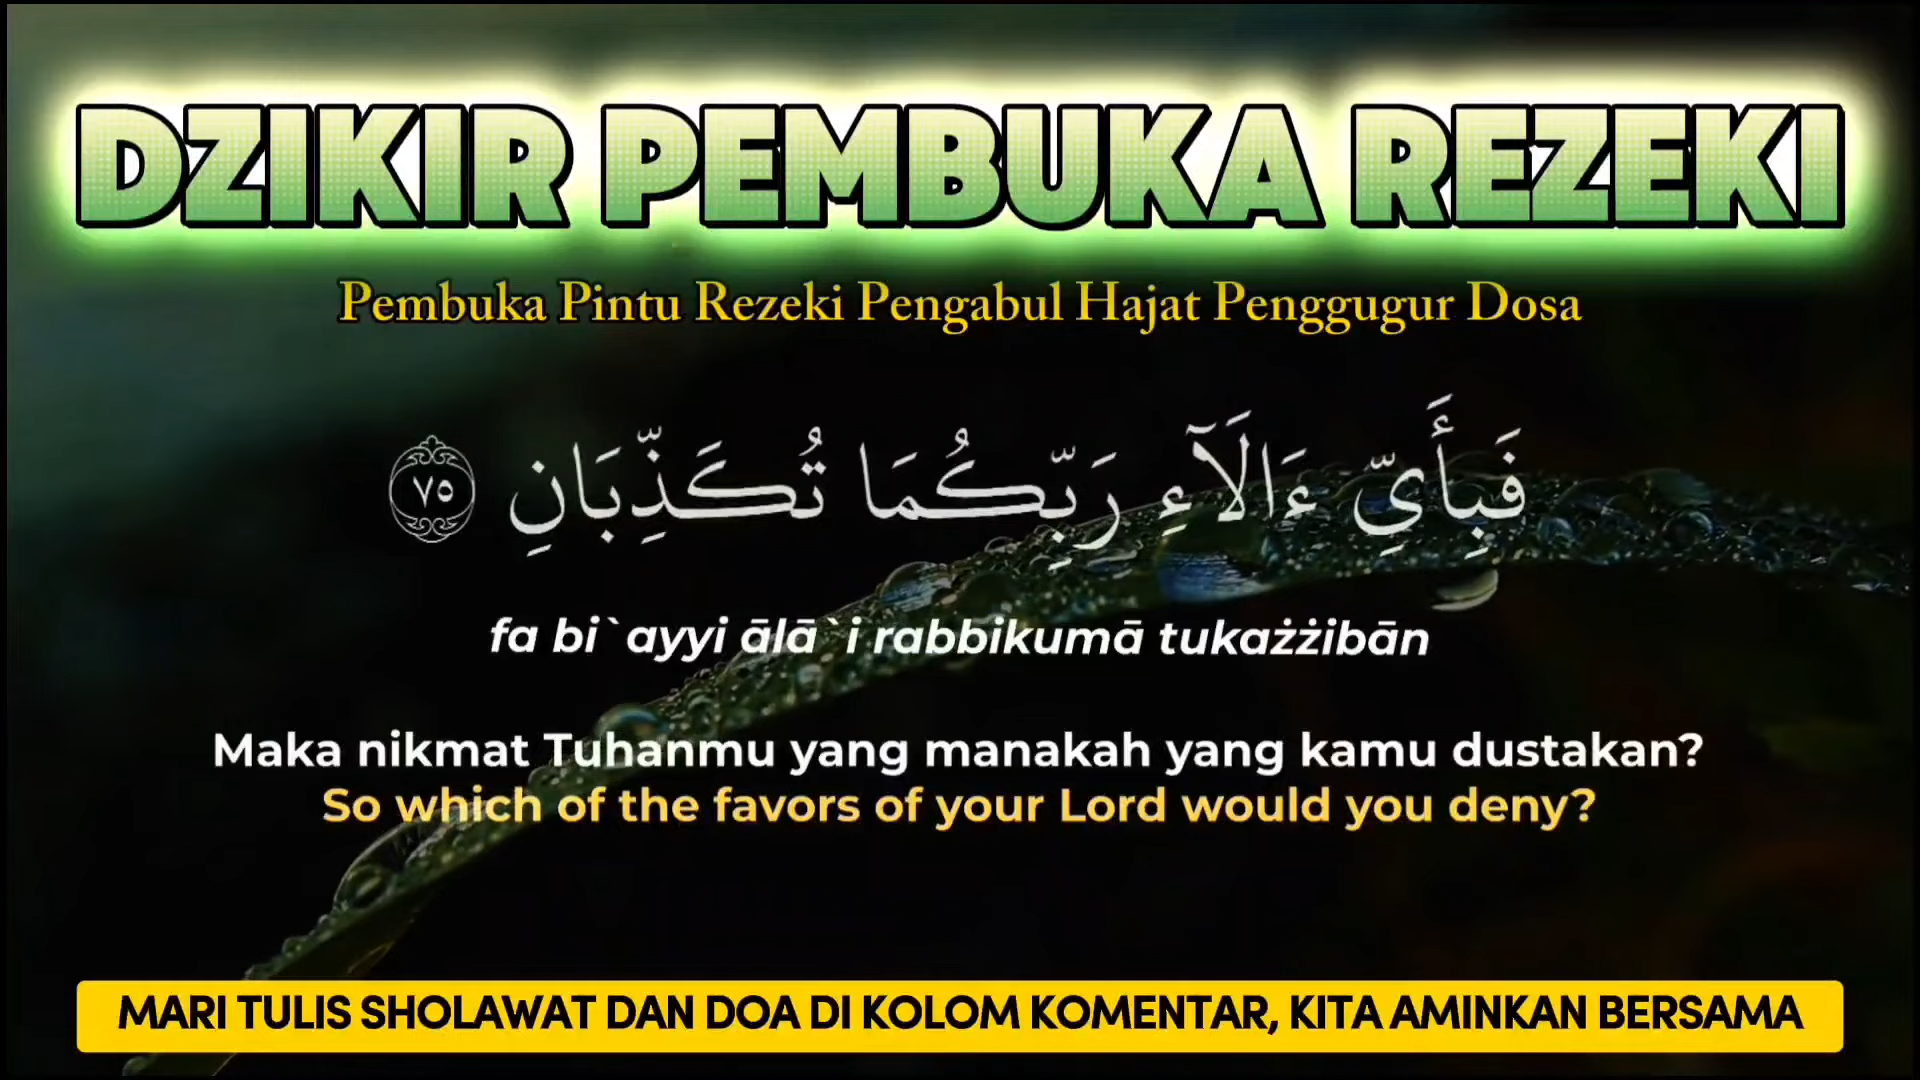 DZIKIR PEMBUKA REZEKI
Pembuka Pintu Rezeki Pengabul Hajat Penggugur Dosa
فَبِأَيِّ ءَالَآءِ رَبِّكُمَا تُكَذِّبَانِ ٧٥
fa bi`ayyi ālā`i rabbikumā tukażżibān
Maka nikmat Tuhanmu yang manakah yang kamu dustakan?
So which of the favors of your Lord would you deny?
MARI TULIS SHOLAWAT DAN DOA DI KOLOM KOMENTAR, KITA AMINKAN BERSAMA